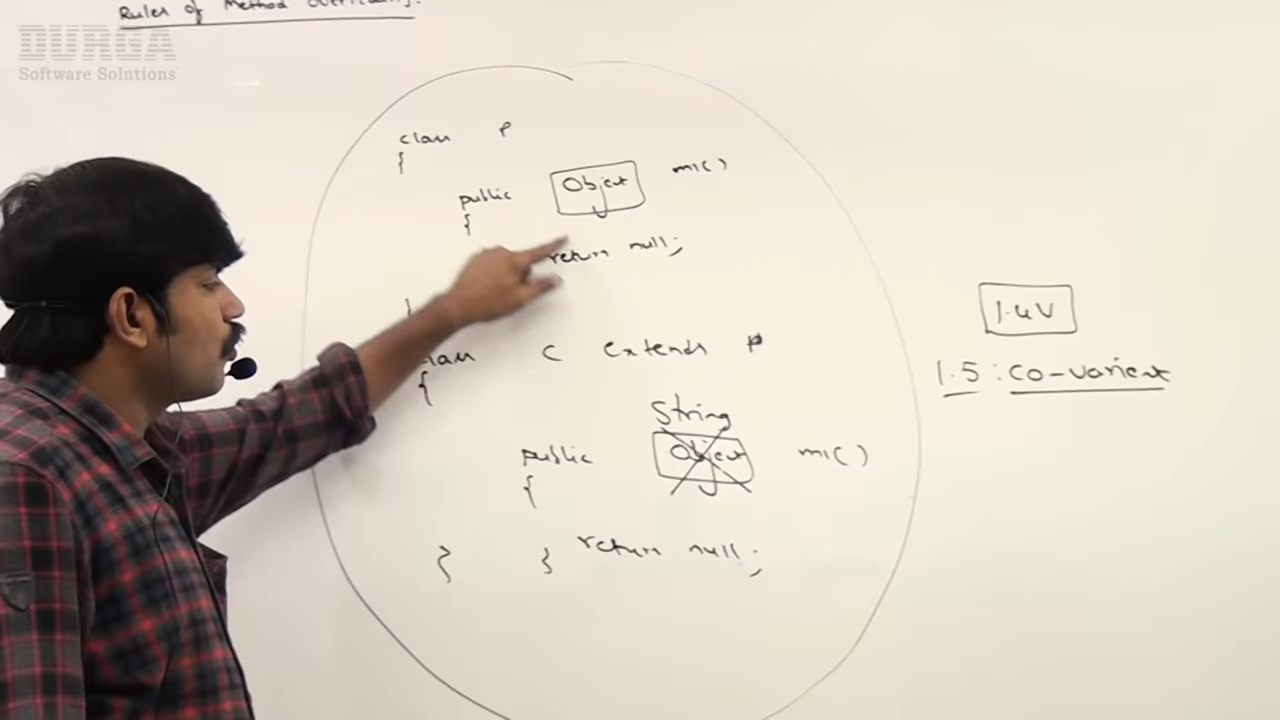 Rules of Method Overriding:
DURGA
Software Solutions
class P
{
public Object m1()
{
return null;
}
class C extends P
{
String
public Object m1()
{
return null;
} }
1.4V
1.5 : Co-varient